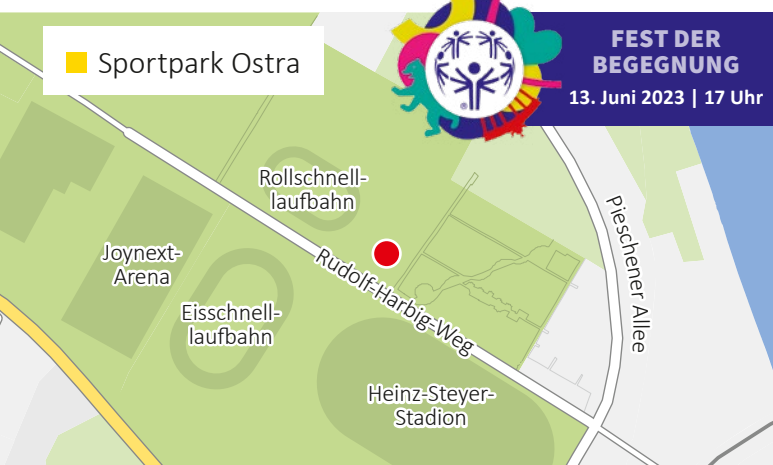 Sportpark Ostra
FEST DER
BEGEGNUNG
13. Juni 2023 | 17 Uhr
Rollschnell-
laufbahn
Joynext-
Arena
Eisschnell-
laufbahn
Rudolf-Harbig-Weg
Pieschener Allee
Heinz-Steyer-
Stadion